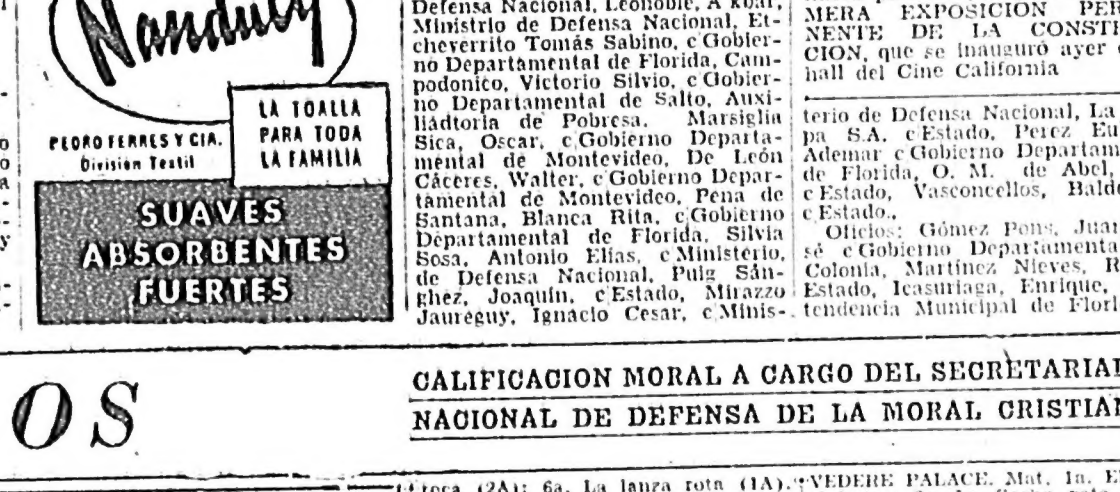 Ñandutý
LA TOALLA
PARA TODA
LA FAMILIA
PEDRO FERRES Y CIA.
División Textil
SUAVES
ABSORBENTES
FUERTES
Defensa Nacional, Leonoble, A kbar,
Ministrio de Defensa Nacional, Et-
cheverrito Tomás Sabino, c Gobier-
no Departamental de Florida, Cam-
podonico, Victorio Silvio, c Gobier-
no Departamental de Salto, Auxi-
liádtoria de Pobresa. Marsiglia
Sica, Oscar, c Gobierno Departa-
mental de Montevideo, De León
Cáceres, Walter, c Gobierno Depar-
tamental de Montevideo, Pena de
Santana, Blanca Rita, c Gobierno
Departamental de Florida, Silvia
Sosa, Antonio Elías, c Ministerio,
de Defensa Nacional, Puig Sán-
ghez, Joaquín, c Estado, Mirazzo
Jaureguy, Ignacio Cesar, c Minis-
MERA EXPOSICION PER
NENTE DE LA CONSTI
CION, que se inauguró ayer
hall del Cine California
terio de Defensa Nacional, La
pa S.A. c Estado, Perez Eu
Ademar c Gobierno Departam
de Florida, O. M. de Abel,
c Estado, Vasconcellos, Bald
c Estado.,
Oficios: Gómez Pons, Juan
sé c Gobierno Departamenta
Colonia, Martínez Nieves, R
Estado, Icasuriaga, Enrique,
tendencia Municipal de Flori
OS
CALIFICACION MORAL A CARGO DEL SECRETARIA
NACIONAL DE DEFENSA DE LA MORAL CRISTIA
(2A); 6a. La lanza rota (1A).
VEDERE PALACE. Mat. 1a.